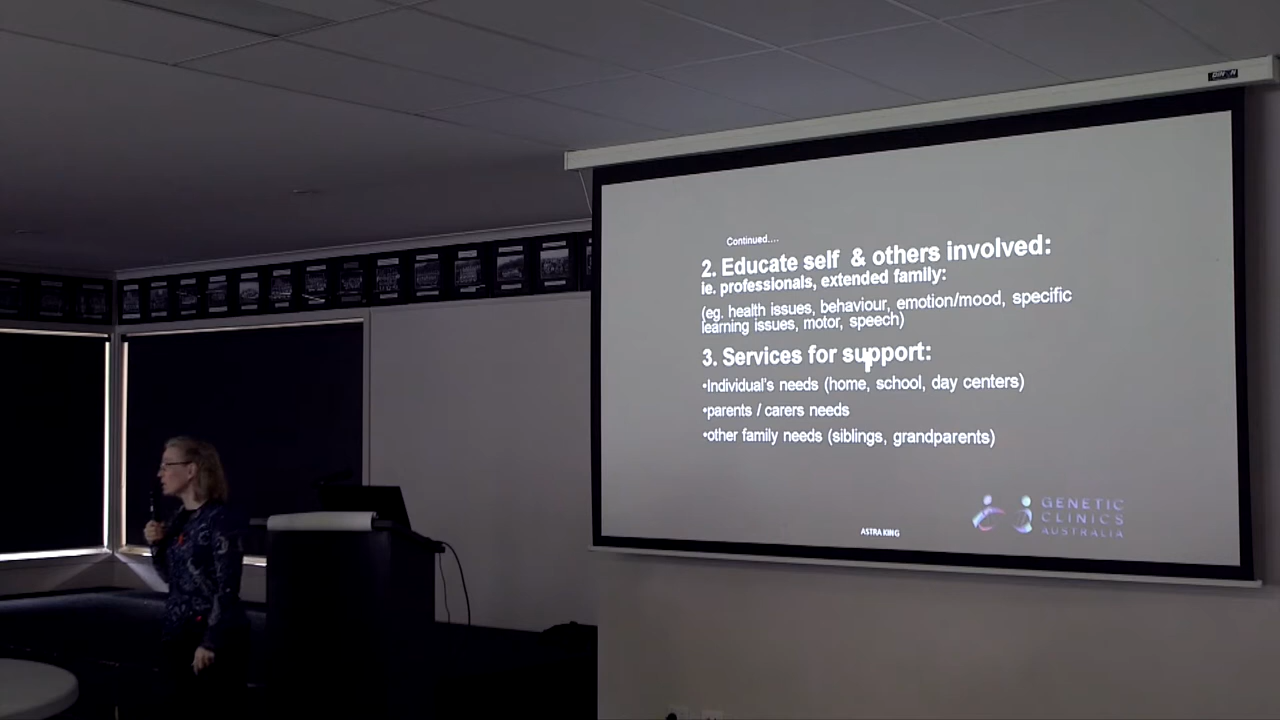 Continued....
2. Educate self & others involved:
ie. professionals, extended family:
(eg. health issues, behaviour, emotion/mood, specific
learning issues, motor, speech)
3. Services for support:
•Individual's needs (home, school, day centers)
•parents / carers needs
•other family needs (siblings, grandparents)
GENETIC
CLINICS
AUSTRALIA
ASTRA KING